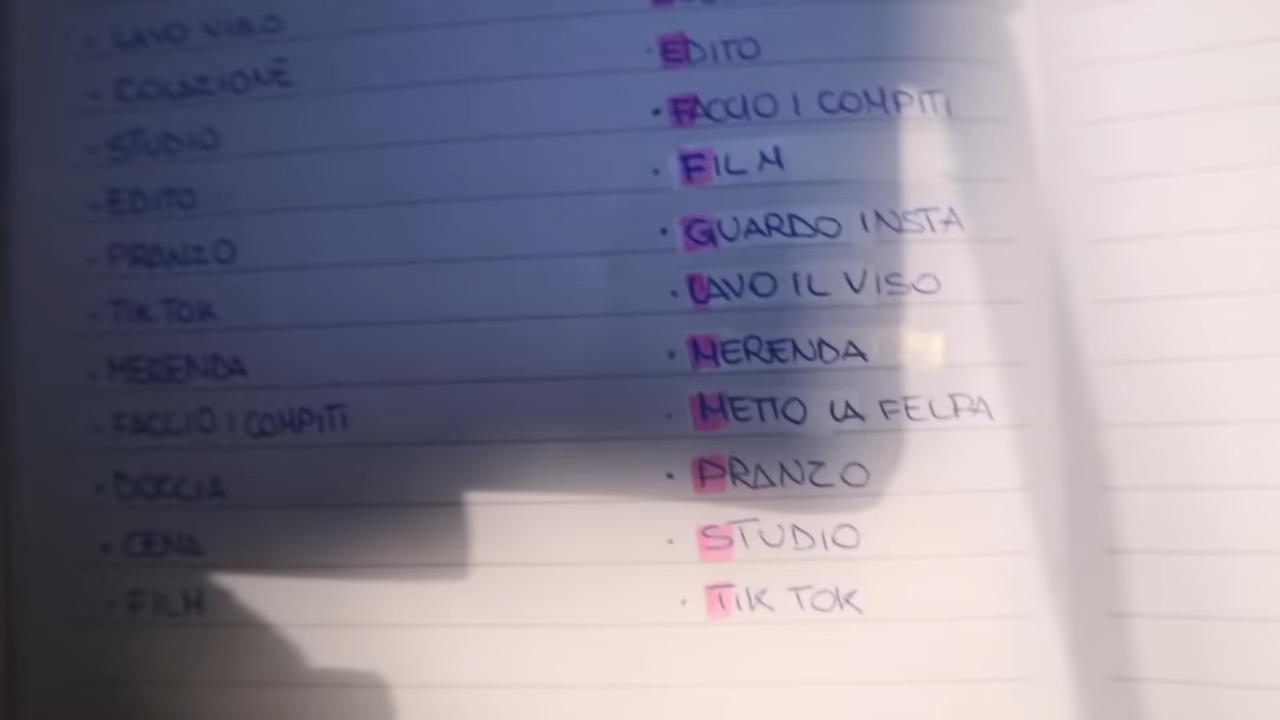 · LAVO VISO
· COLAZIONE
· STUDIO
· EDITO
· PRANZO
· TIK TOK
· MERENDA
· FACCIO I COMPITI
· DOCCIA
· CENA
· FILM
· EDITO
· FACCIO I COMPITI
· FILM
· GUARDO INSTA
· LAVO IL VISO
· MERENDA
· METTO LA FELPA
· PRANZO
· STUDIO
· TIK TOK